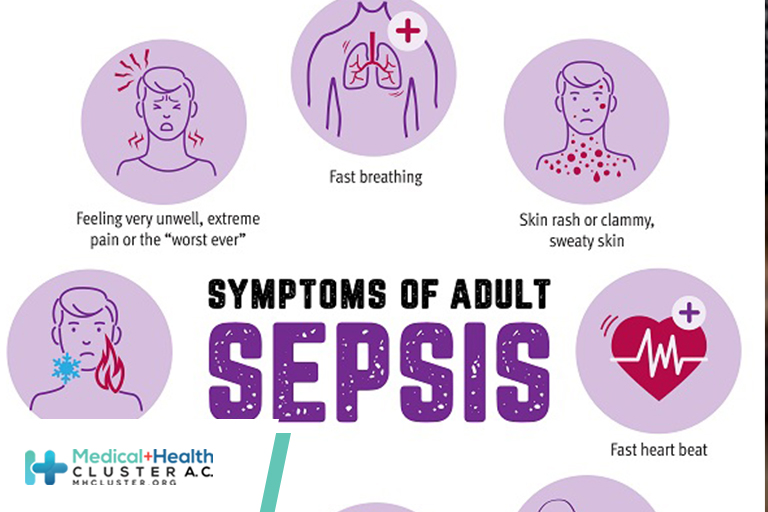 Fast breathing
Feeling very unwell, extreme
pain or the “worst ever”
Skin rash or clammy,
sweaty skin
SYMPTOMS OF ADULT
SEPSIS
Fast heart beat
Medical+Health
CLUSTER A.C.
MHCLUSTER.ORG